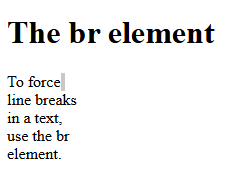 The br element
To force
line breaks
in a text,
use the br
element.